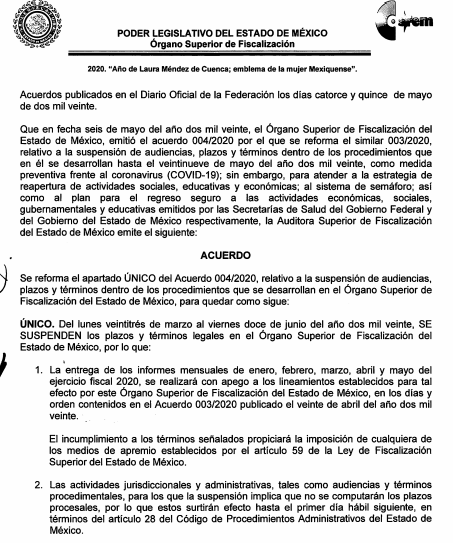 PODER LEGISLATIVO DEL ESTADO DE MÉXICO
Órgano Superior de Fiscalización
2020. "Año de Laura Méndez de Cuenca; emblema de la mujer Mexiquense".
Acuerdos publicados en el Diario Oficial de la Federación los días catorce y quince de mayo
de dos mil veinte.
Que en fecha seis de mayo del año dos mil veinte, el Órgano Superior de Fiscalización del
Estado de México, emitió el acuerdo 004/2020 por el que se reforma el similar 003/2020,
relativo a la suspensión de audiencias, plazos y términos dentro de los procedimientos que
en él se desarrollan hasta el veintinueve de mayo del año dos mil veinte, como medida
preventiva frente al coronavirus (COVID-19); sin embargo, para atender a la estrategia de
reapertura de actividades sociales, educativas y económicas; al sistema de semáforo; así
como al plan para el regreso seguro a las actividades económicas, sociales,
gubernamentales y educativas emitidos por las Secretarías de Salud del Gobierno Federal y
del Gobierno del Estado de México respectivamente, la Auditora Superior de Fiscalización
del Estado de México emite el siguiente:
ACUERDO
Se reforma el apartado ÚNICO del Acuerdo 004/2020, relativo a la suspensión de audiencias,
plazos y términos dentro de los procedimientos que se desarrollan en el Órgano Superior de
Fiscalización del Estado de México, para quedar como sigue:
ÚNICO. Del lunes veintitrés de marzo al viernes doce de junio del año dos mil veinte, SE
SUSPENDEN los plazos y términos legales en el Órgano Superior de Fiscalización del
Estado de México, por lo que:
1. La entrega de los informes mensuales de enero, febrero, marzo, abril y mayo del
ejercicio fiscal 2020, se realizará con apego a los lineamientos establecidos para tal
efecto por este Órgano Superior de Fiscalización del Estado de México, en los días y
orden contenidos en el Acuerdo 003/2020 publicado el veinte de abril del año dos mil
veinte.
El incumplimiento a los términos señalados propiciará la imposición de cualquiera de
los medios de apremio establecidos por el artículo 59 de la Ley de Fiscalización
Superior del Estado de México.
2. Las actividades jurisdiccionales y administrativas, tales como audiencias y términos
procedimentales, para los que la suspensión implica que no se computarán los plazos
procesales, por lo que estos surtirán efecto hasta el primer día hábil siguiente, en
términos del artículo 28 del Código de Procedimientos Administrativos del Estado de
México.